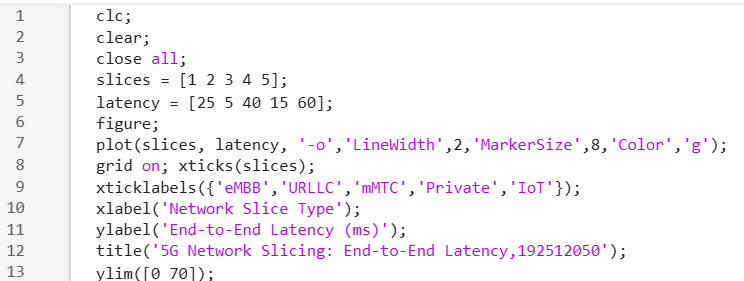 1 clc;
2 clear;
3 close all;
4 slices = [1 2 3 4 5];
5 latency = [25 5 40 15 60];
6 figure;
7 plot(slices, latency, '-o','LineWidth',2,'MarkerSize',8,'Color','g');
8 grid on; xticks(slices);
9 xticklabels({'eMBB','URLLC','mMTC','Private','IoT'});
10 xlabel('Network Slice Type');
11 ylabel('End-to-End Latency (ms)');
12 title('5G Network Slicing: End-to-End Latency,192512050');
13 ylim([0 70]);